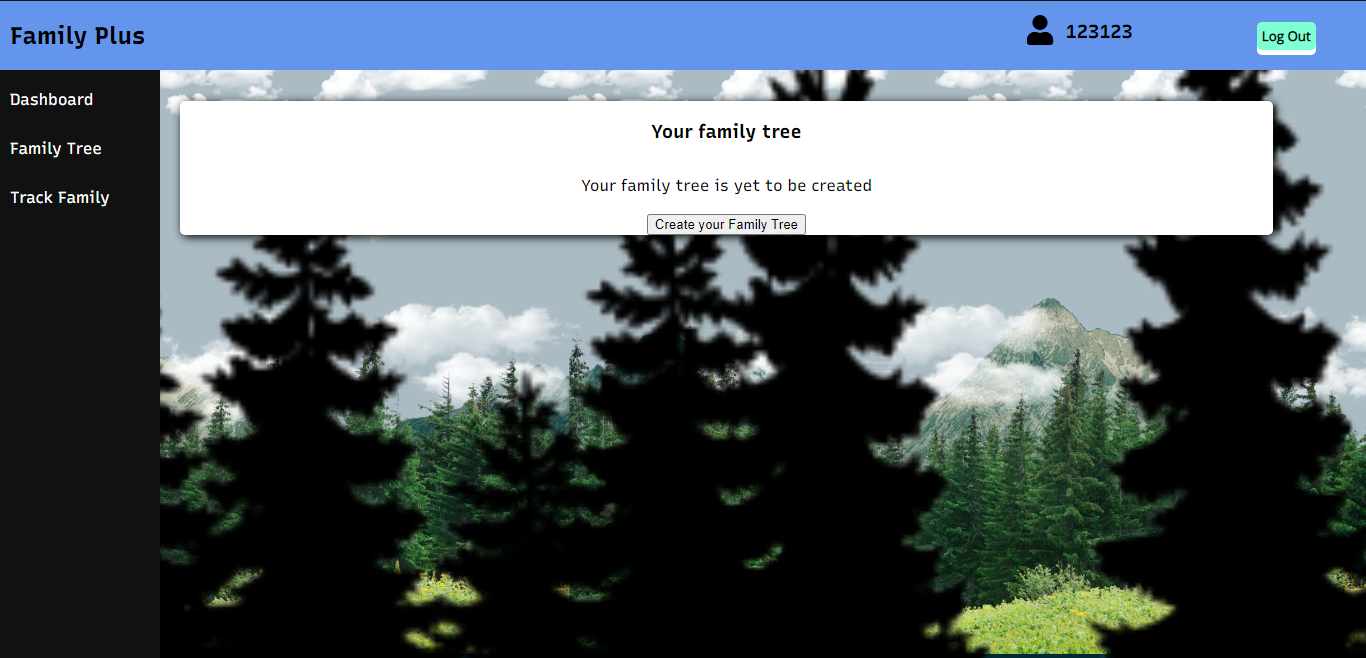 Family Plus
123123
Log Out
Dashboard
Family Tree
Track Family
Your family tree
Your family tree is yet to be created
Create your Family Tree